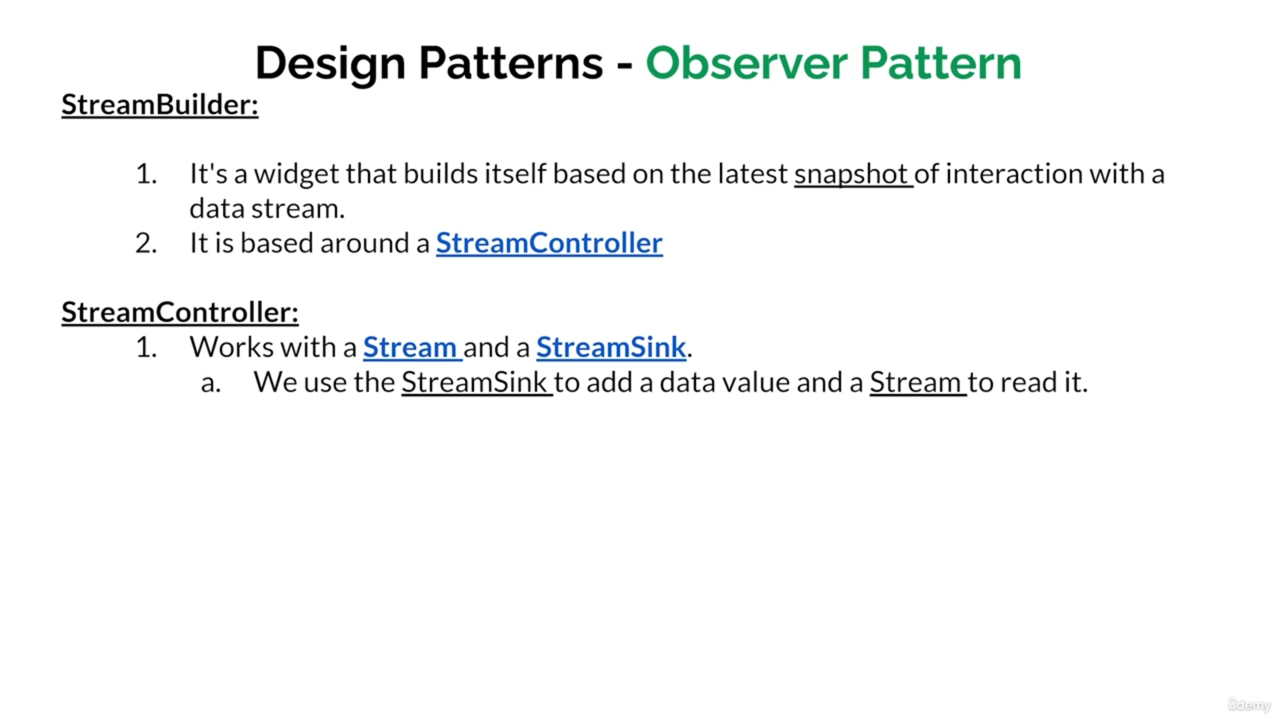 Design Patterns - Observer Pattern
StreamBuilder:
1. It's a widget that builds itself based on the latest snapshot of interaction with a
data stream.
2. It is based around a StreamController
StreamController:
1. Works with a Stream and a StreamSink.
a. We use the StreamSink to add a data value and a Stream to read it.
ûdemy